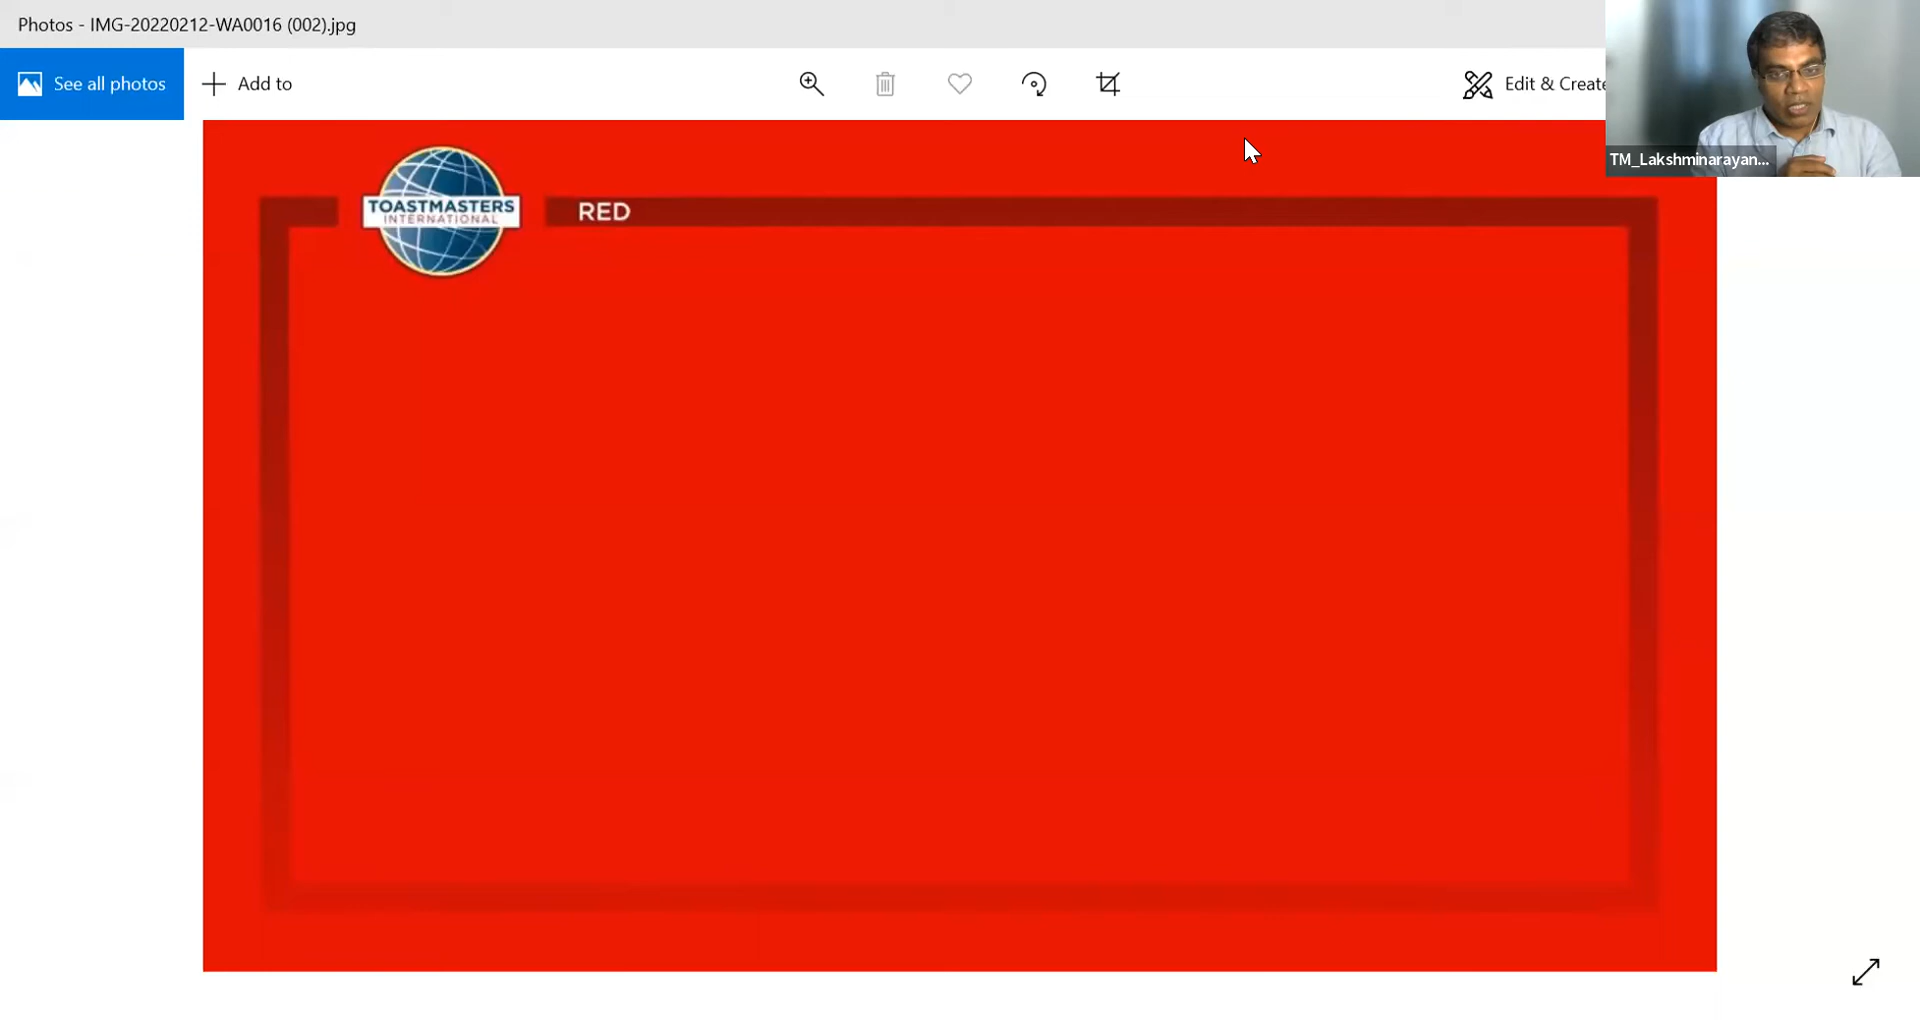 Photos - IMG-20220212-WA0016 (002).jpg
See all photos
Add to
Edit & Create
TM_Lakshminarayan...
TOASTMASTERS
INTERNATIONAL
RED